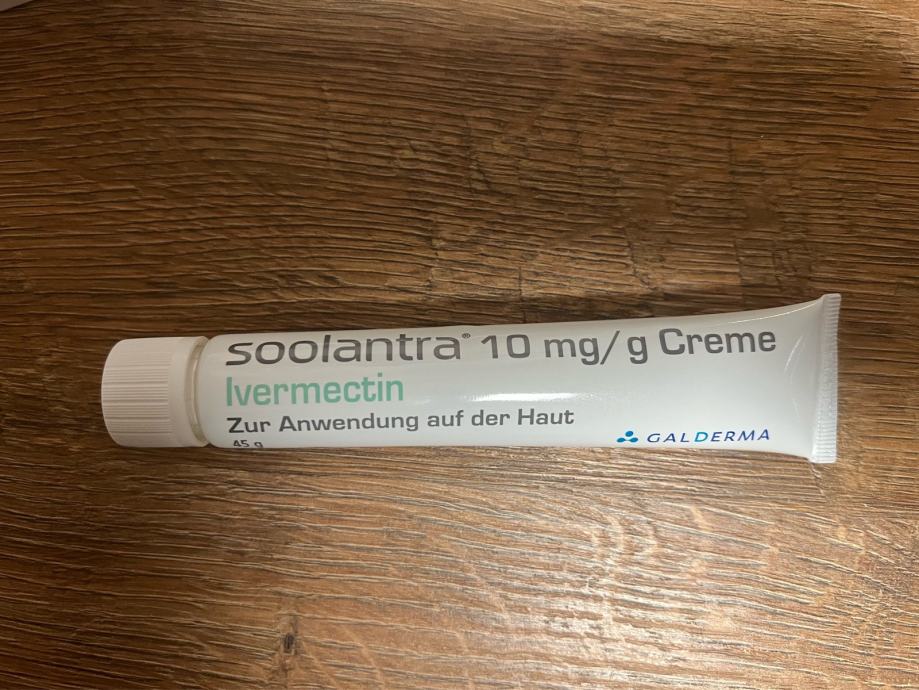 soolantra® 10 mg/g Creme
Ivermectin
Zur Anwendung auf der Haut
45 g
GALDERMA